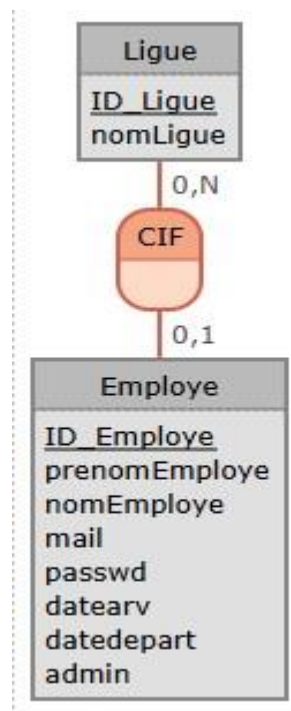 Ligue
ID_Ligue
nomLigue
0,N
CIF
0,1
Employe
ID_Employe
prenomEmploye
nomEmploye
mail
passwd
datearv
datedepart
admin